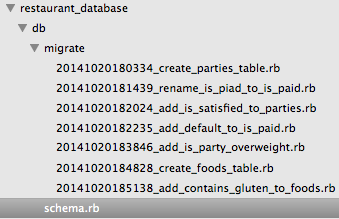 restaurant_database
db
migrate
20141020180334_create_parties_table.rb
20141020181439_rename_is_piad_to_is_paid.rb
20141020182024_add_is_satisfied_to_parties.rb
20141020182235_add_default_to_is_paid.rb
20141020183846_add_is_party_overweight.rb
20141020184828_create_foods_table.rb
20141020185138_add_contains_gluten_to_foods.rb
schema.rb